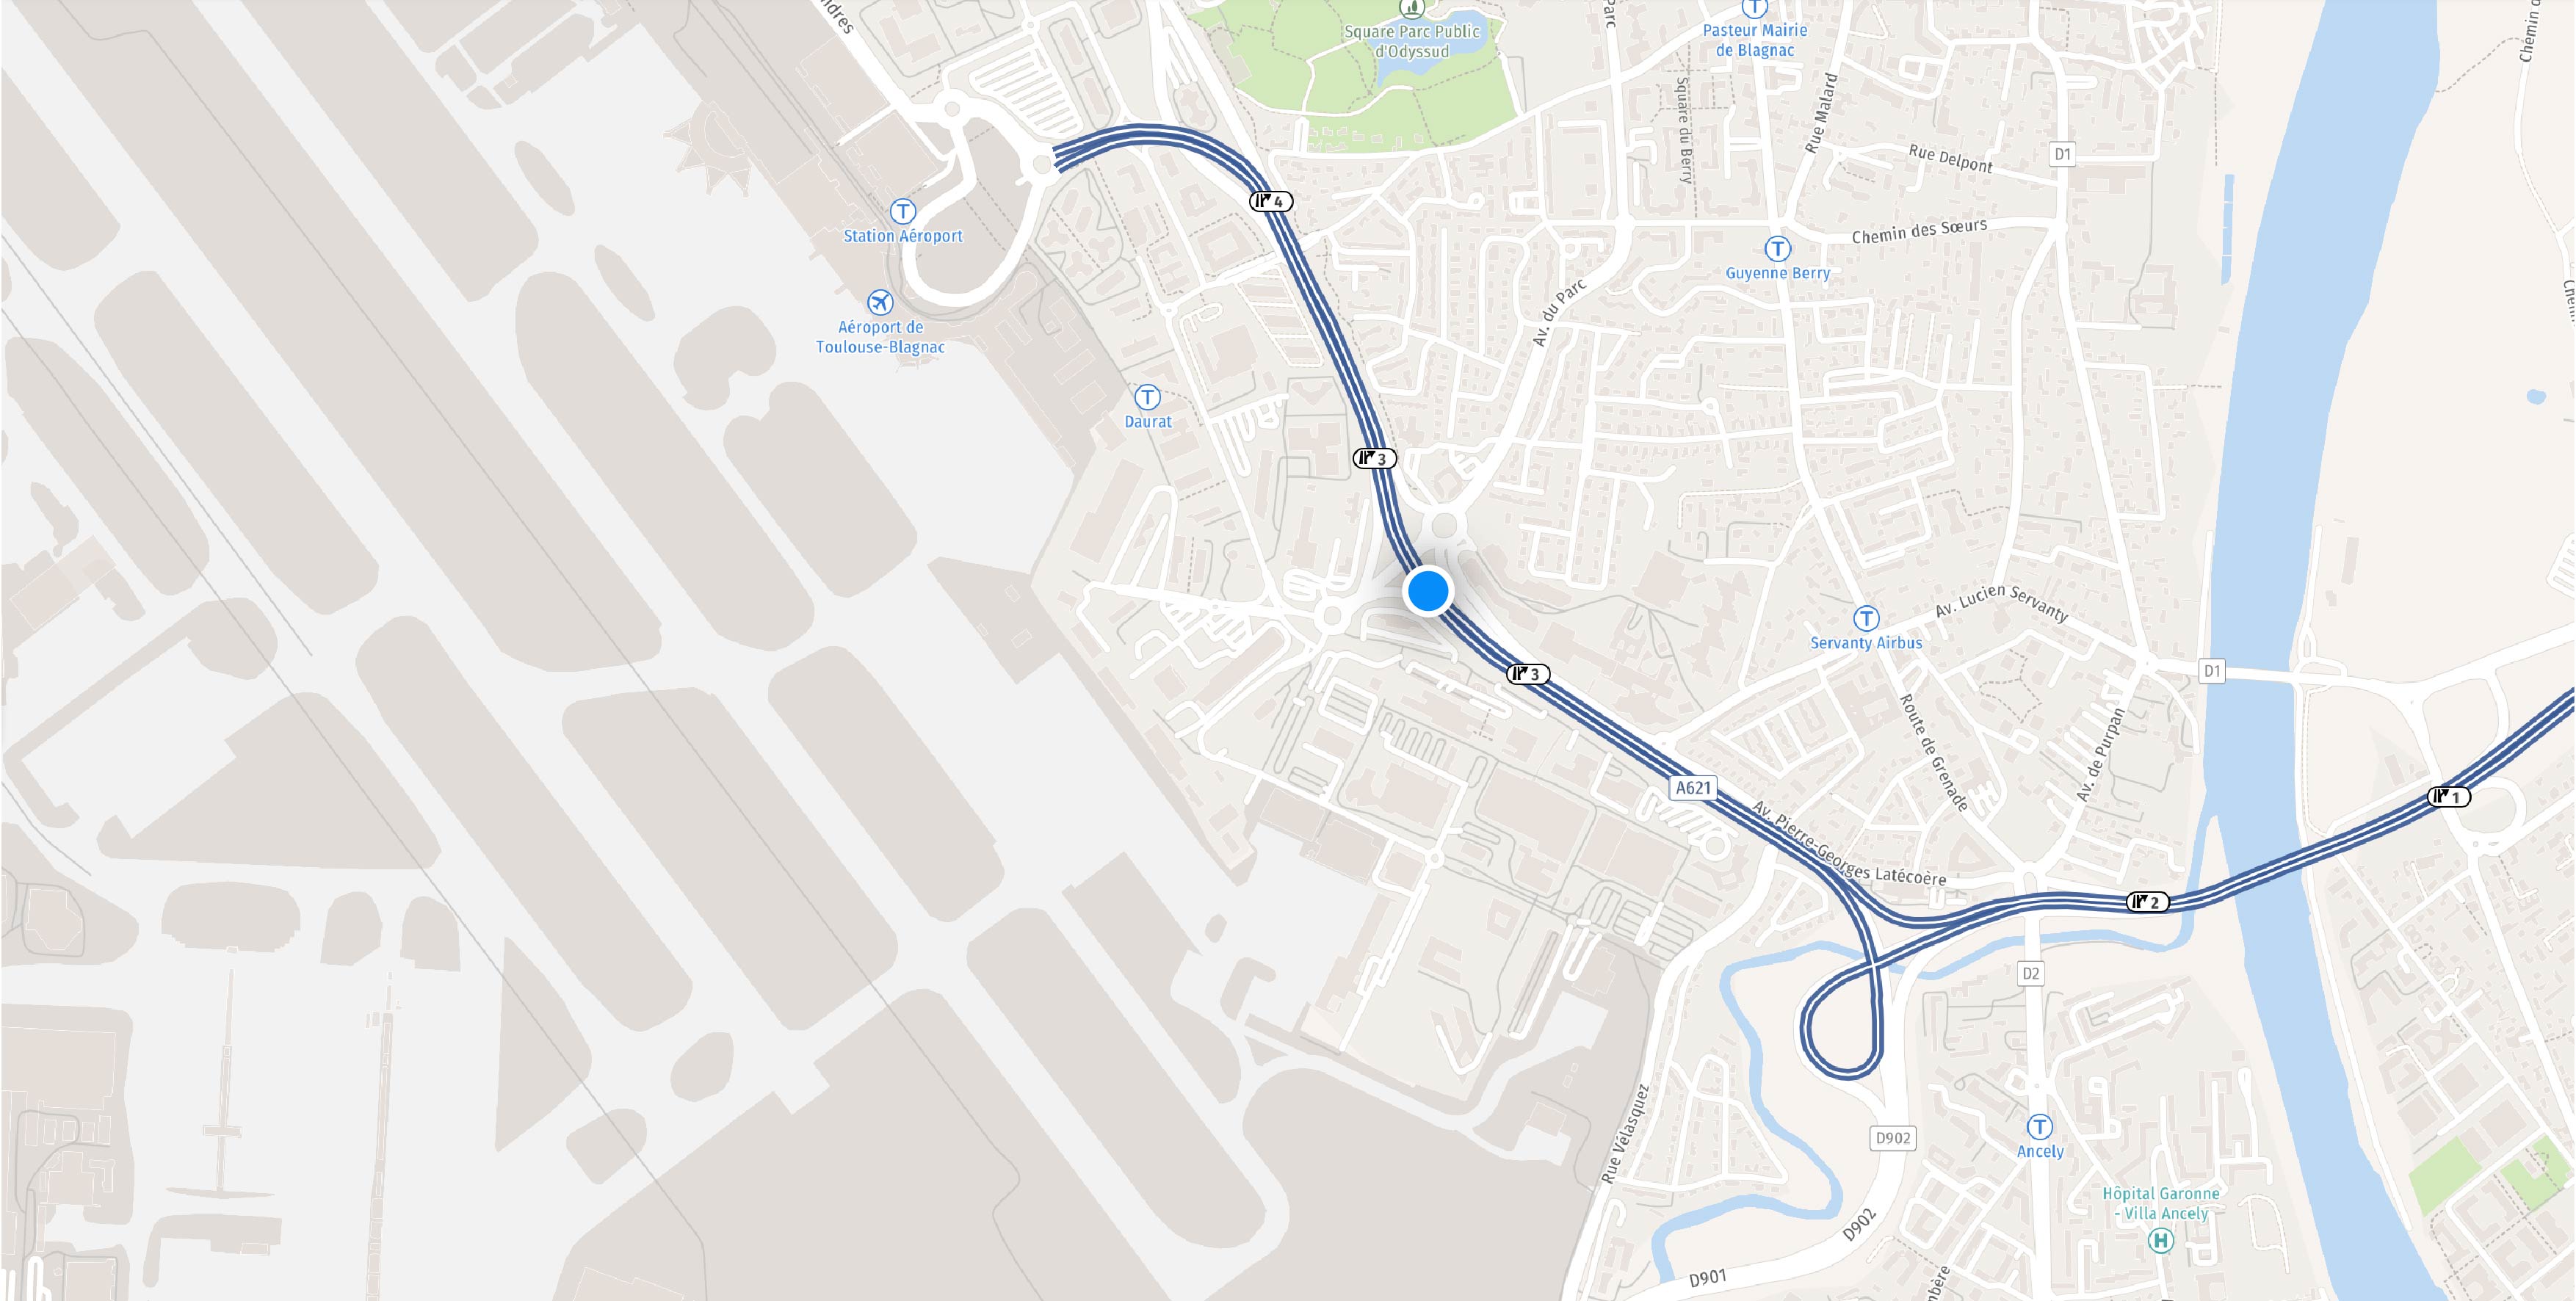 ndres
Square Parc Public
d'Odyssud
Parc
Pasteur Mairie
de Blagnac
Square du Berry
Rue Malard
Rue Delpont
D1
Chemin d
4
Station Aéroport
Chemin des Sœurs
Guyenne Berry
Aéroport de
Toulouse-Blagnac
Av. du Parc
Daurat
3
Av. Lucien Servanty
Servanty Airbus
3
D1
Route de Grenade
Av. de Purpan
A621
1
Av. Pierre-Georges Latécoère
2
D2
Rue Vélasquez
D902
Ancely
Hôpital Garonne
- Villa Ancely
H
D902
D901